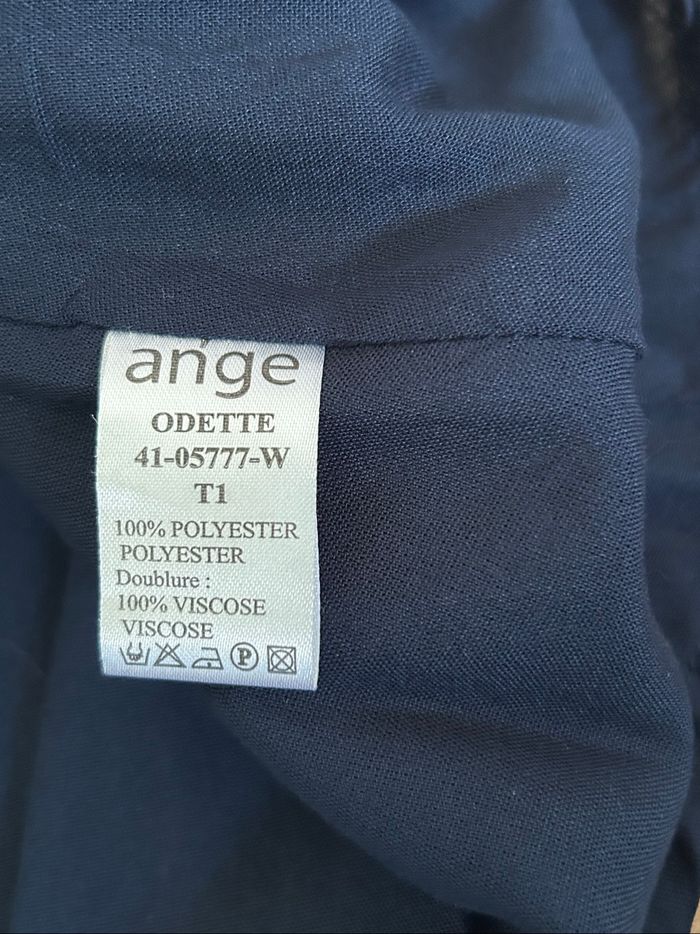 ange
ODETTE
41-05777-W
T1
100% POLYESTER
POLYESTER
Doublure :
100% VISCOSE
VISCOSE
P